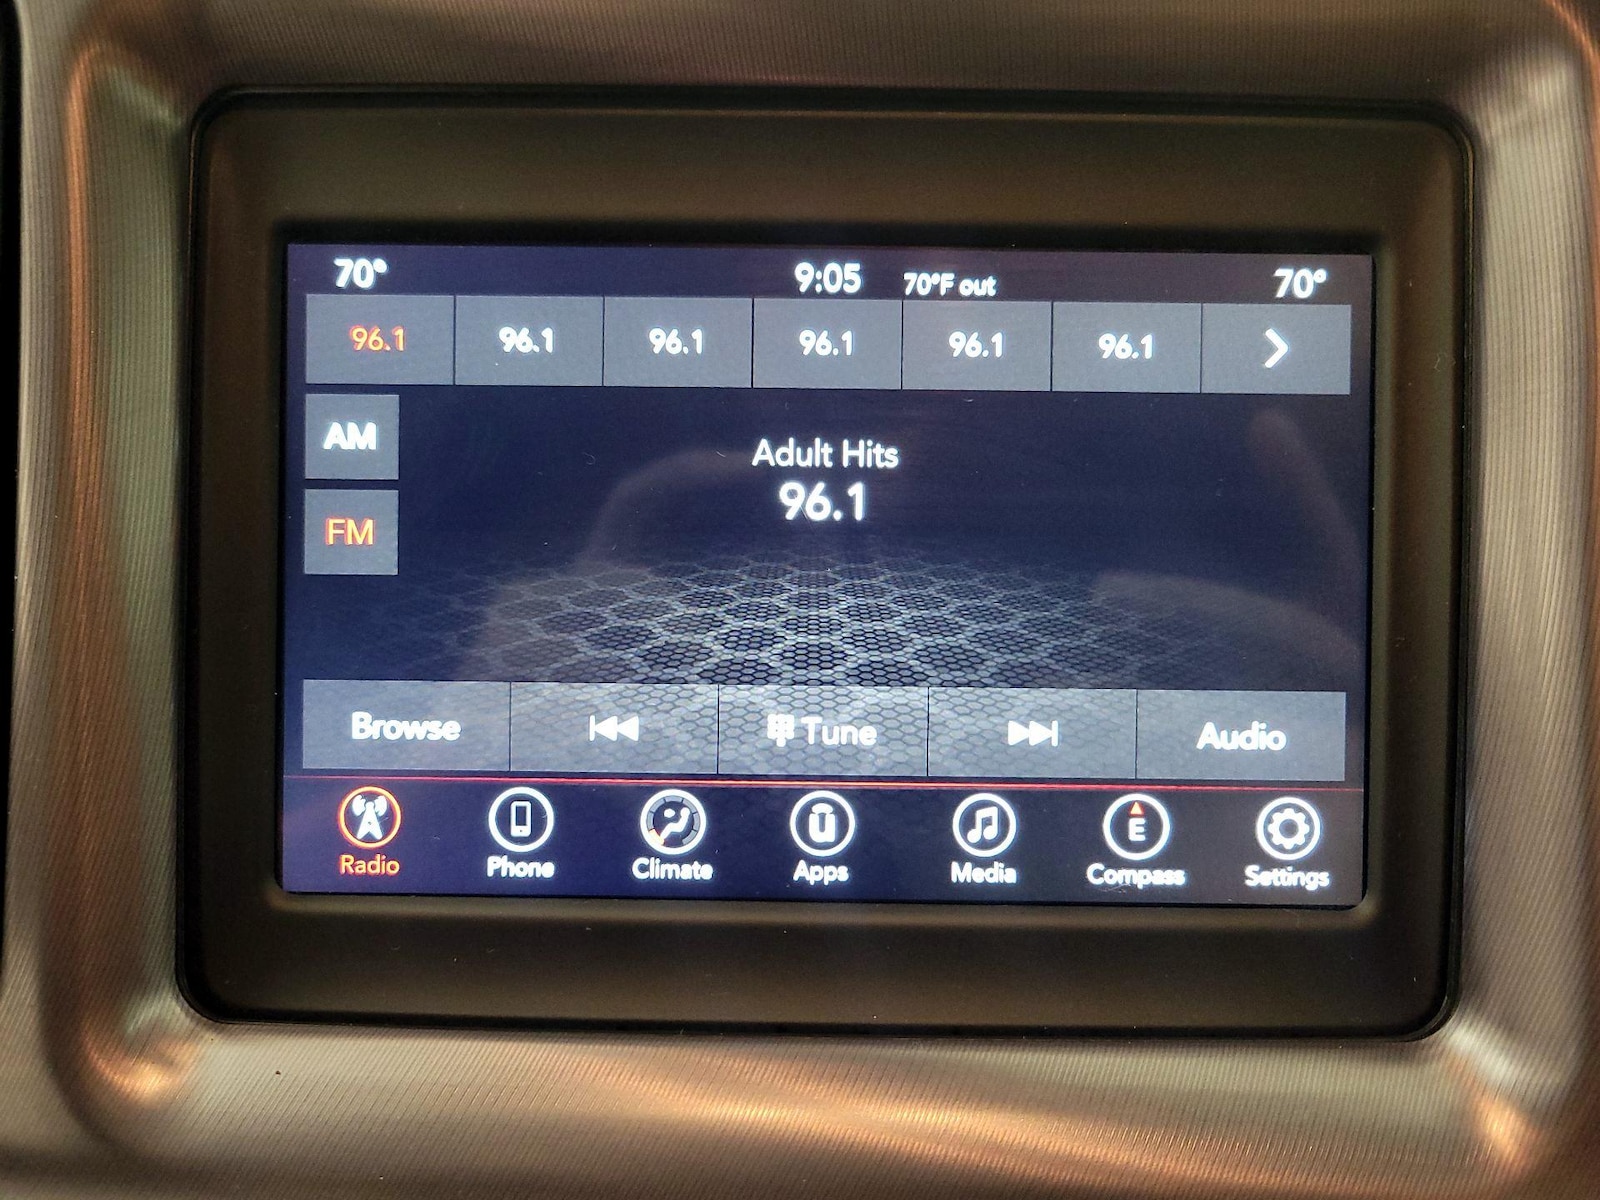 70° 9:05 70°F out 70°
96.1 96.1 96.1 96.1 96.1 96.1
AM
Adult Hits
96.1
FM
Browse Tune Audio
E
Radio Phone Climate Apps Media Compass Settings